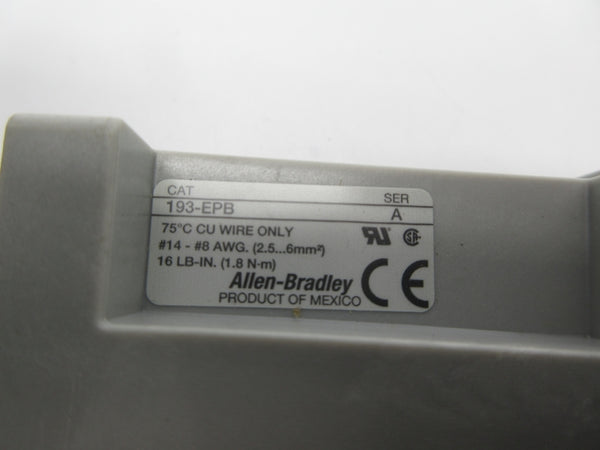 CAT SER
193-EPB A
75°C CU WIRE ONLY
#14 - #8 AWG. (2.5...6mm²)
16 LB-IN. (1.8 N·m)
Allen-Bradley
PRODUCT OF MEXICO
CE